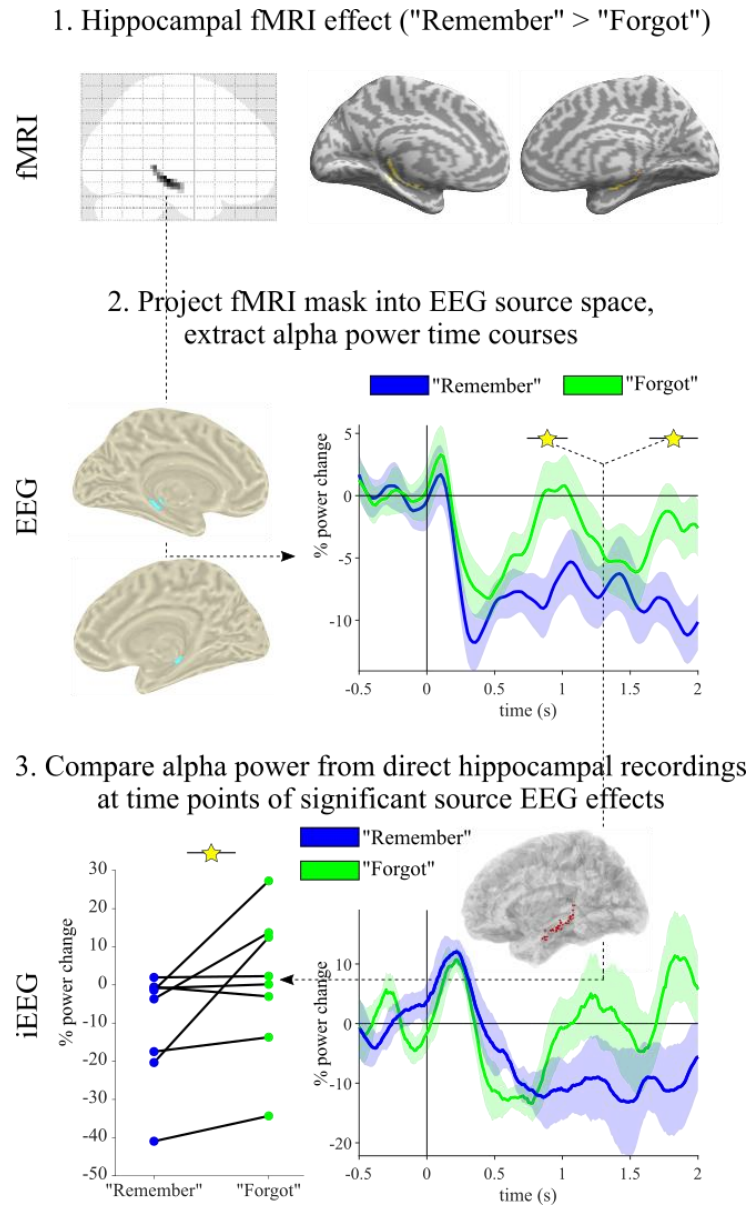 1. Hippocampal fMRI effect ("Remember" > "Forgot")
fMRI
2. Project fMRI mask into EEG source space,
extract alpha power time courses
EEG
"Remember"
"Forgot"
% power change
5
0
-5
-10
-0.5
0
0.5
1
1.5
2
time (s)
3. Compare alpha power from direct hippocampal recordings
at time points of significant source EEG effects
iEEG
% power change
30
20
10
0
-10
-20
-30
-40
-50
"Remember"
"Forgot"
"Remember"
"Forgot"
% power change
10
0
-10
-20
-0.5
0
0.5
1
1.5
2
time (s)